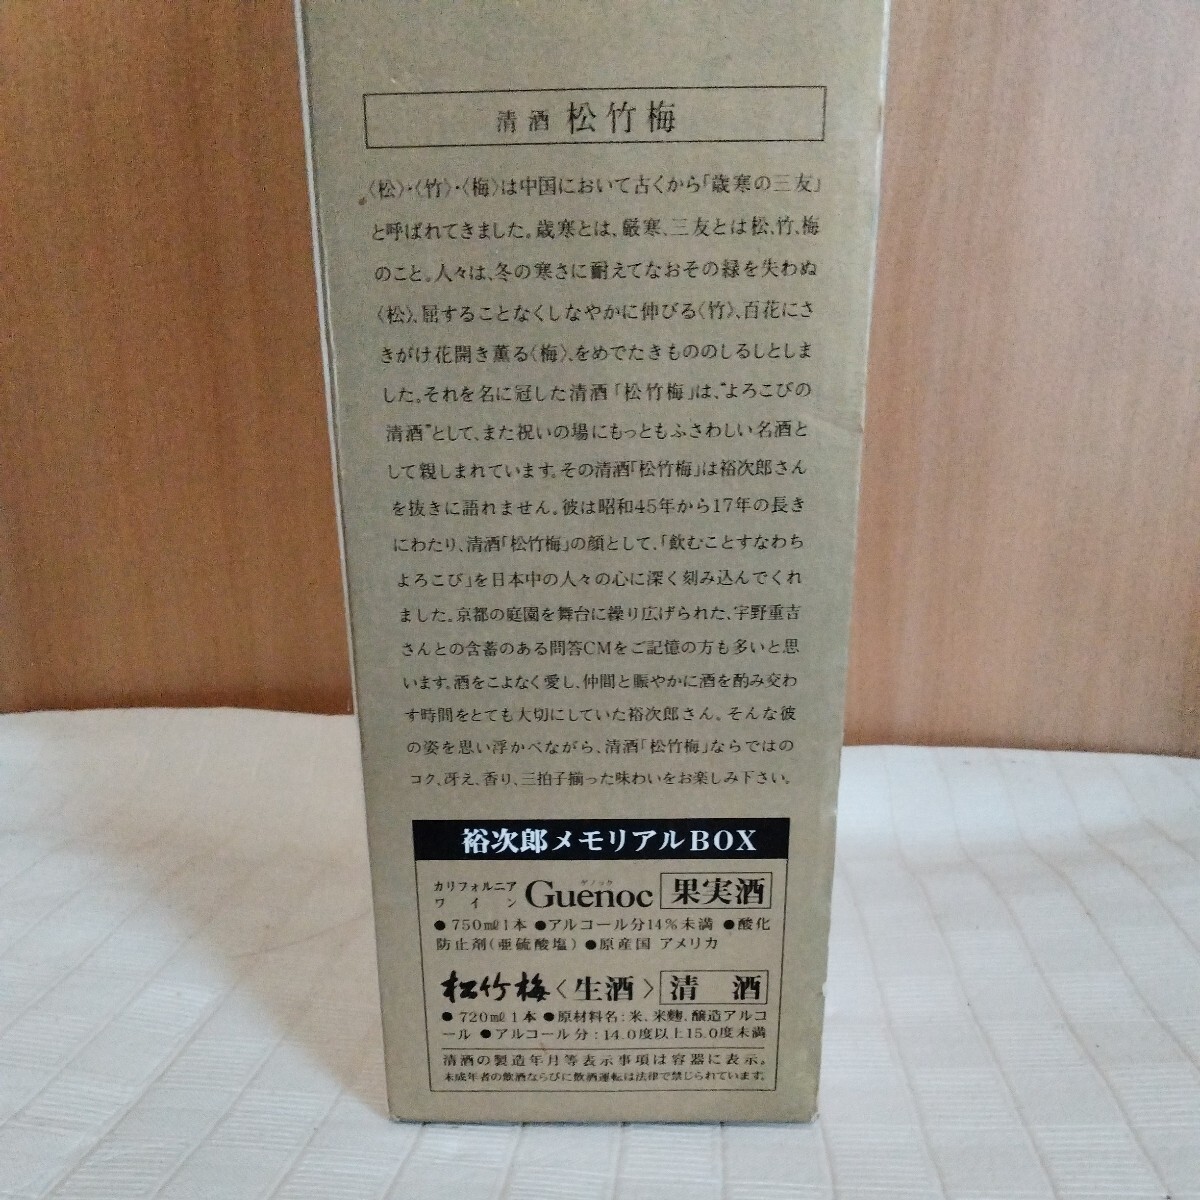 清酒 松竹梅
〈松〉・〈竹〉・〈梅〉は中国において古くから「歳寒の三友」
と呼ばれてきました。歳寒とは、厳寒、三友とは松、竹、梅
のこと。人々は、冬の寒さに耐えてなおその緑を失わぬ
〈松〉、屈することなくしなやかに伸びる〈竹〉、百花にさ
きがけ花開き薫る〈梅〉、をめでたきもののしるしとしま
した。それを名に冠した清酒「松竹梅」は、“よろこびの
清酒”として、また祝いの場にもっともふさわしい名酒と
して親しまれています。その清酒「松竹梅」は裕次郎さん
を抜きに語れません。彼は昭和45年から17年の長き
にわたり、清酒「松竹梅」の顔として、「飲むことすなわち
よろこび」を日本中の人々の心に深く刻み込んでくれ
ました。京都の庭園を舞台に繰り広げられた、宇野重吉
さんとの含蓄のある問答CMをご記憶の方も多いと思
います。酒をこよなく愛し、仲間と賑やかに酒を酌み交わ
す時間をとても大切にしていた裕次郎さん。そんな彼
の姿を思い浮かべながら、清酒「松竹梅」ならではの
コク、冴え、香り、三拍子揃った味わいをお楽しみ下さい。
裕次郎メモリアルBOX
カリフォルニア
ワイン
ゲノック
Guenoc 果実酒
●750mℓ1本 ●アルコール分14%未満 ●酸化
防止剤(亜硫酸塩) ●原産国 アメリカ
松竹梅〈生酒〉 清酒
●720mℓ1本 ●原材料名:米、米麴、醸造アルコ
ール ●アルコール分:14.0度以上15.0度未満
清酒の製造年月等表示事項は容器に表示。
未成年者の飲酒ならびに飲酒運転は法律で禁じられています。